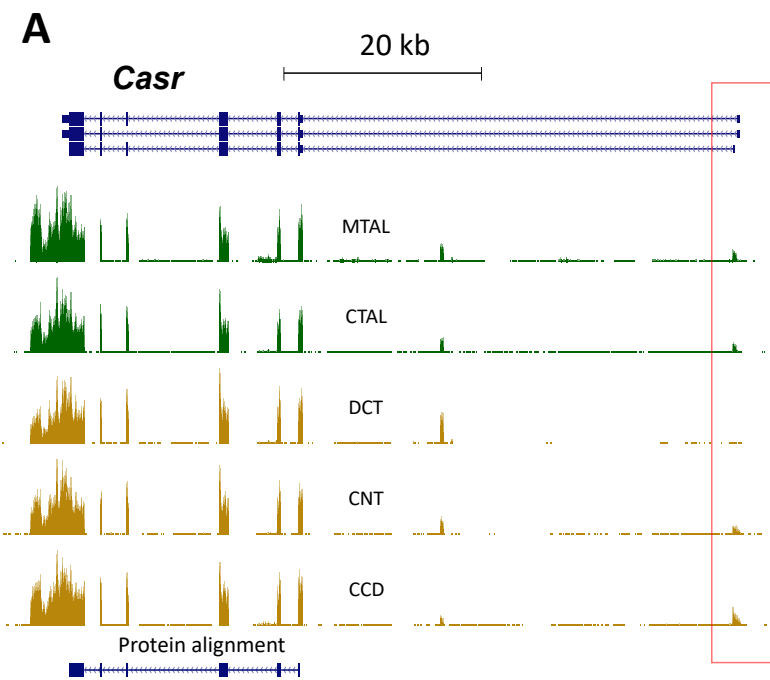 A
20 kb
Casr
MTAL
CTAL
DCT
CNT
CCD
Protein alignment